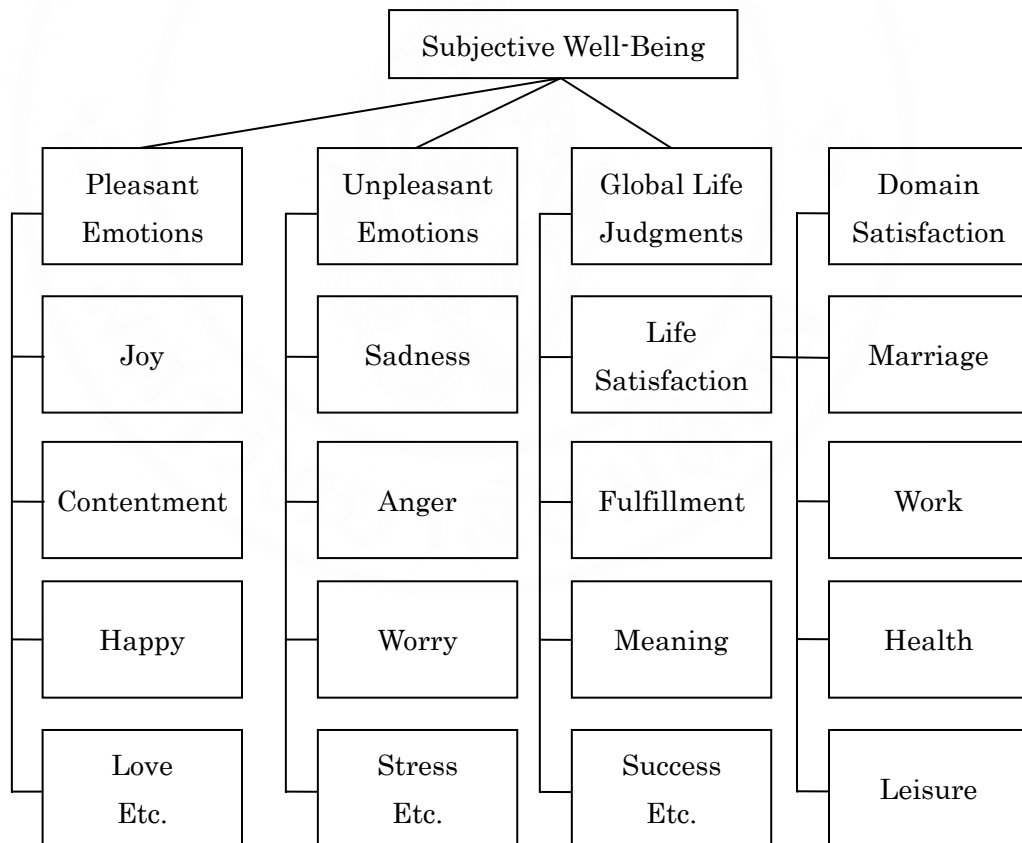 Subjective Well-Being
Pleasant
Emotions
Unpleasant
Emotions
Global Life
Judgments
Domain
Satisfaction
Joy
Sadness
Life
Satisfaction
Marriage
Contentment
Anger
Fulfillment
Work
Happy
Worry
Meaning
Health
Love
Etc.
Stress
Etc.
Success
Etc.
Leisure